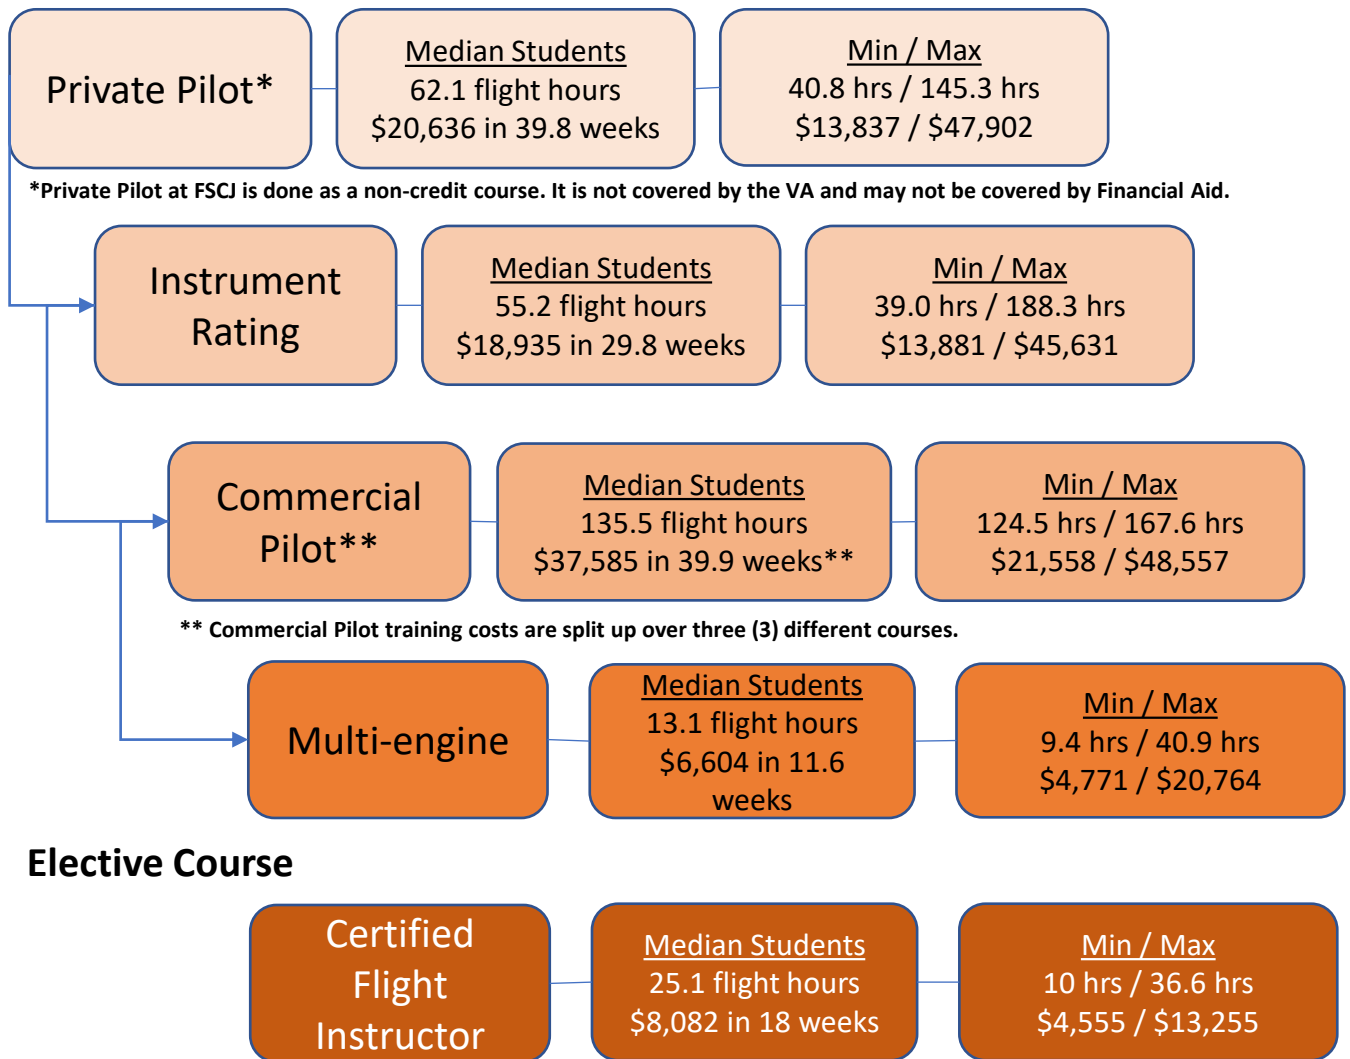 Private Pilot*
Median Students
62.1 flight hours
$20,636 in 39.8 weeks
Min / Max
40.8 hrs / 145.3 hrs
$13,837 / $47,902
*Private Pilot at FSCJ is done as a non-credit course. It is not covered by the VA and may not be covered by Financial Aid.
Instrument
Rating
Median Students
55.2 flight hours
$18,935 in 29.8 weeks
Min / Max
39.0 hrs / 188.3 hrs
$13,881 / $45,631
Commercial
Pilot**
Median Students
135.5 flight hours
$37,585 in 39.9 weeks**
Min / Max
124.5 hrs / 167.6 hrs
$21,558 / $48,557
** Commercial Pilot training costs are split up over three (3) different courses.
Multi-engine
Median Students
13.1 flight hours
$6,604 in 11.6
weeks
Min / Max
9.4 hrs / 40.9 hrs
$4,771 / $20,764
Elective Course
Certified
Flight
Instructor
Median Students
25.1 flight hours
$8,082 in 18 weeks
Min / Max
10 hrs / 36.6 hrs
$4,555 / $13,255